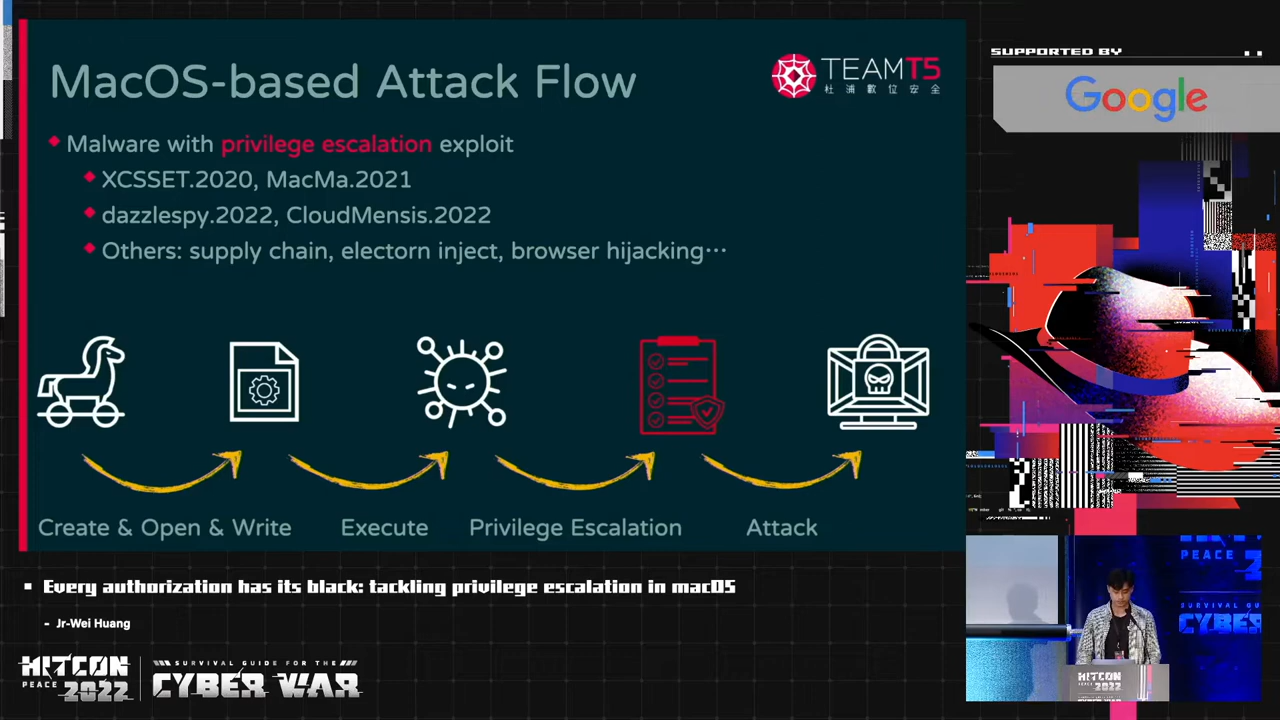 MacOS-based Attack Flow
TEAMT5
杜浦數位安全
Malware with privilege escalation exploit
XCSSET.2020, MacMa.2021
dazzlespy.2022, CloudMensis.2022
Others: supply chain, electorn inject, browser hijacking…
Create & Open & Write
Execute
Privilege Escalation
Attack
SUPPORTED BY
Google
Every authorization has its black: tackling privilege escalation in macOS
- Jr-Wei Huang
HITCON
PEACE 2022
SURVIVAL GUIDE FOR THE
CYBER WAR
PEACE
SURVIVAL GU
CYBER
HITCON
2022